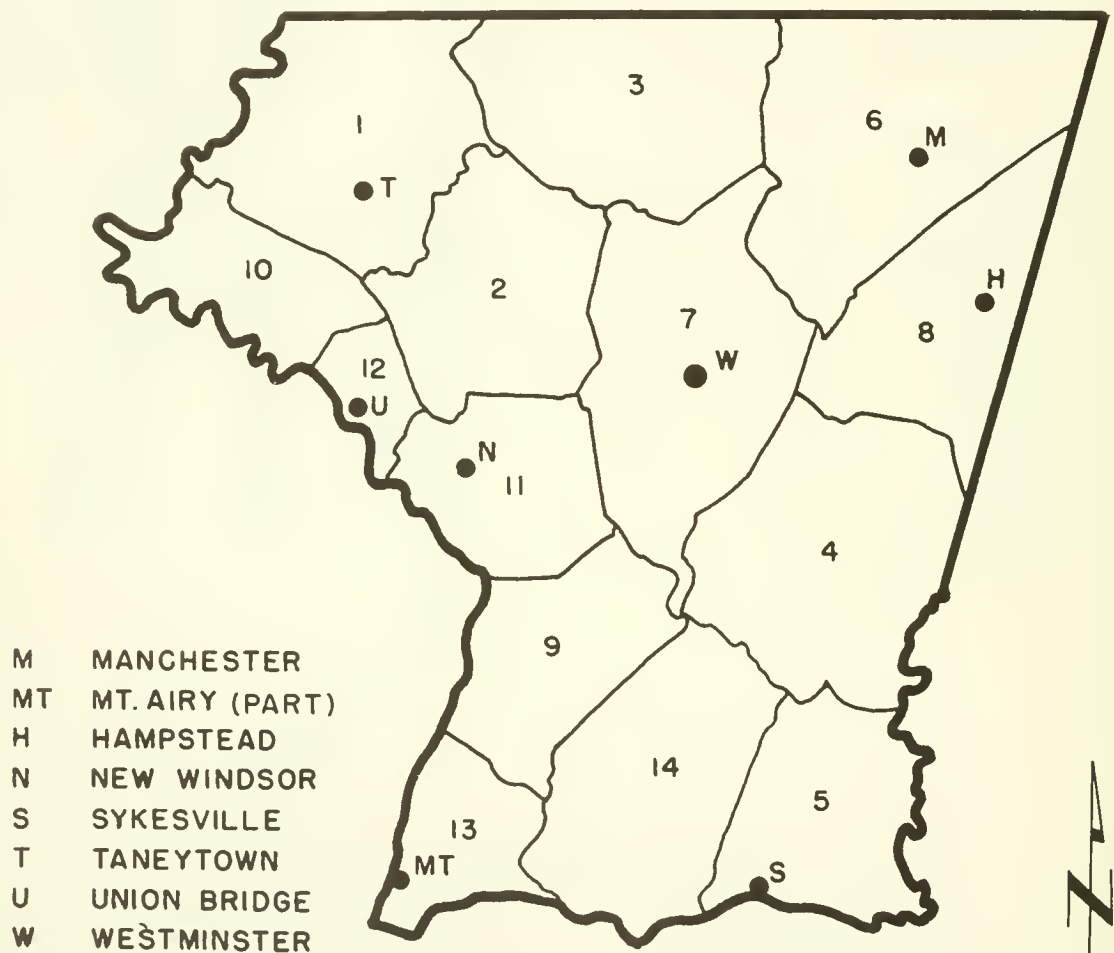 3
1
6
M
T
10
2
H
7
8
12
W
U
N
11
4
9
14
5
13
MT
S
M MANCHESTER
MT MT. AIRY (PART)
H HAMPSTEAD
N NEW WINDSOR
S SYKESVILLE
T TANEYTOWN
U UNION BRIDGE
W WESTMINSTER
N